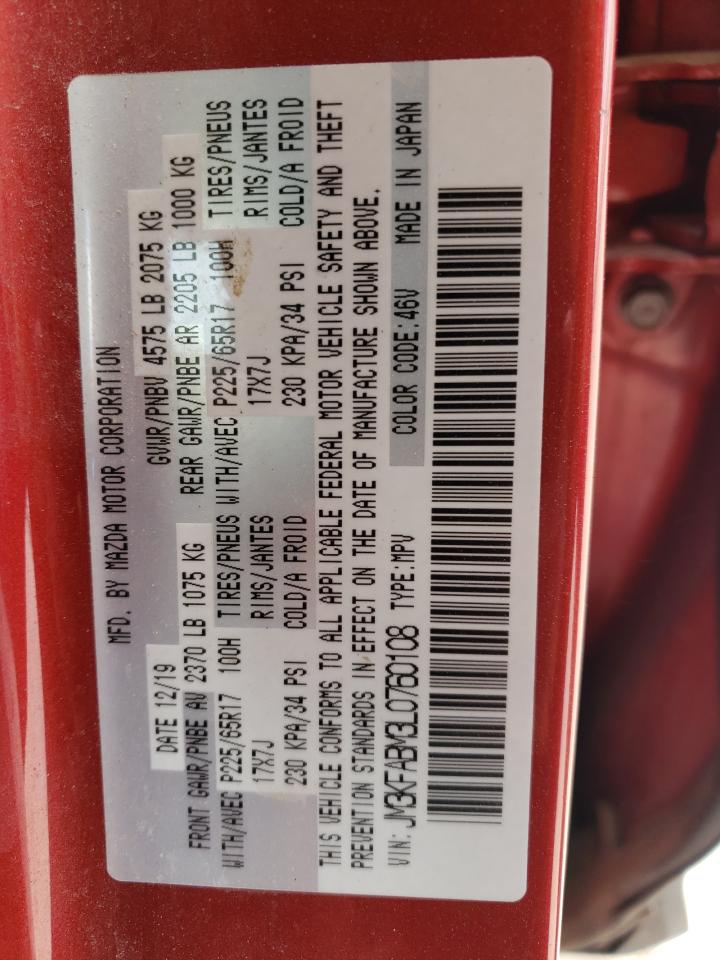 MFD. BY MAZDA MOTOR CORPORATION
DATE 12/19 GVWR/PNBV 4575 LB 2075 KG
FRONT GAWR/PNBE AV 2370 LB 1075 KG REAR GAWR/PNBE AR 2205 LB 1000 KG
WITH/AVEC P225/65R17 100H TIRES/PNEUS WITH/AVEC P225/65R17 100H TIRES/PNEUS
17X7J RIMS/JANTES 17X7J RIMS/JANTES
230 KPA/34 PSI COLD/A FROID 230 KPA/34 PSI COLD/A FROID
THIS VEHICLE CONFORMS TO ALL APPLICABLE FEDERAL MOTOR VEHICLE SAFETY AND THEFT
PREVENTION STANDARDS IN EFFECT ON THE DATE OF MANUFACTURE SHOWN ABOVE.
VIN: JM3KFABM3L0760108 TYPE:MPV COLOR CODE:46V MADE IN JAPAN